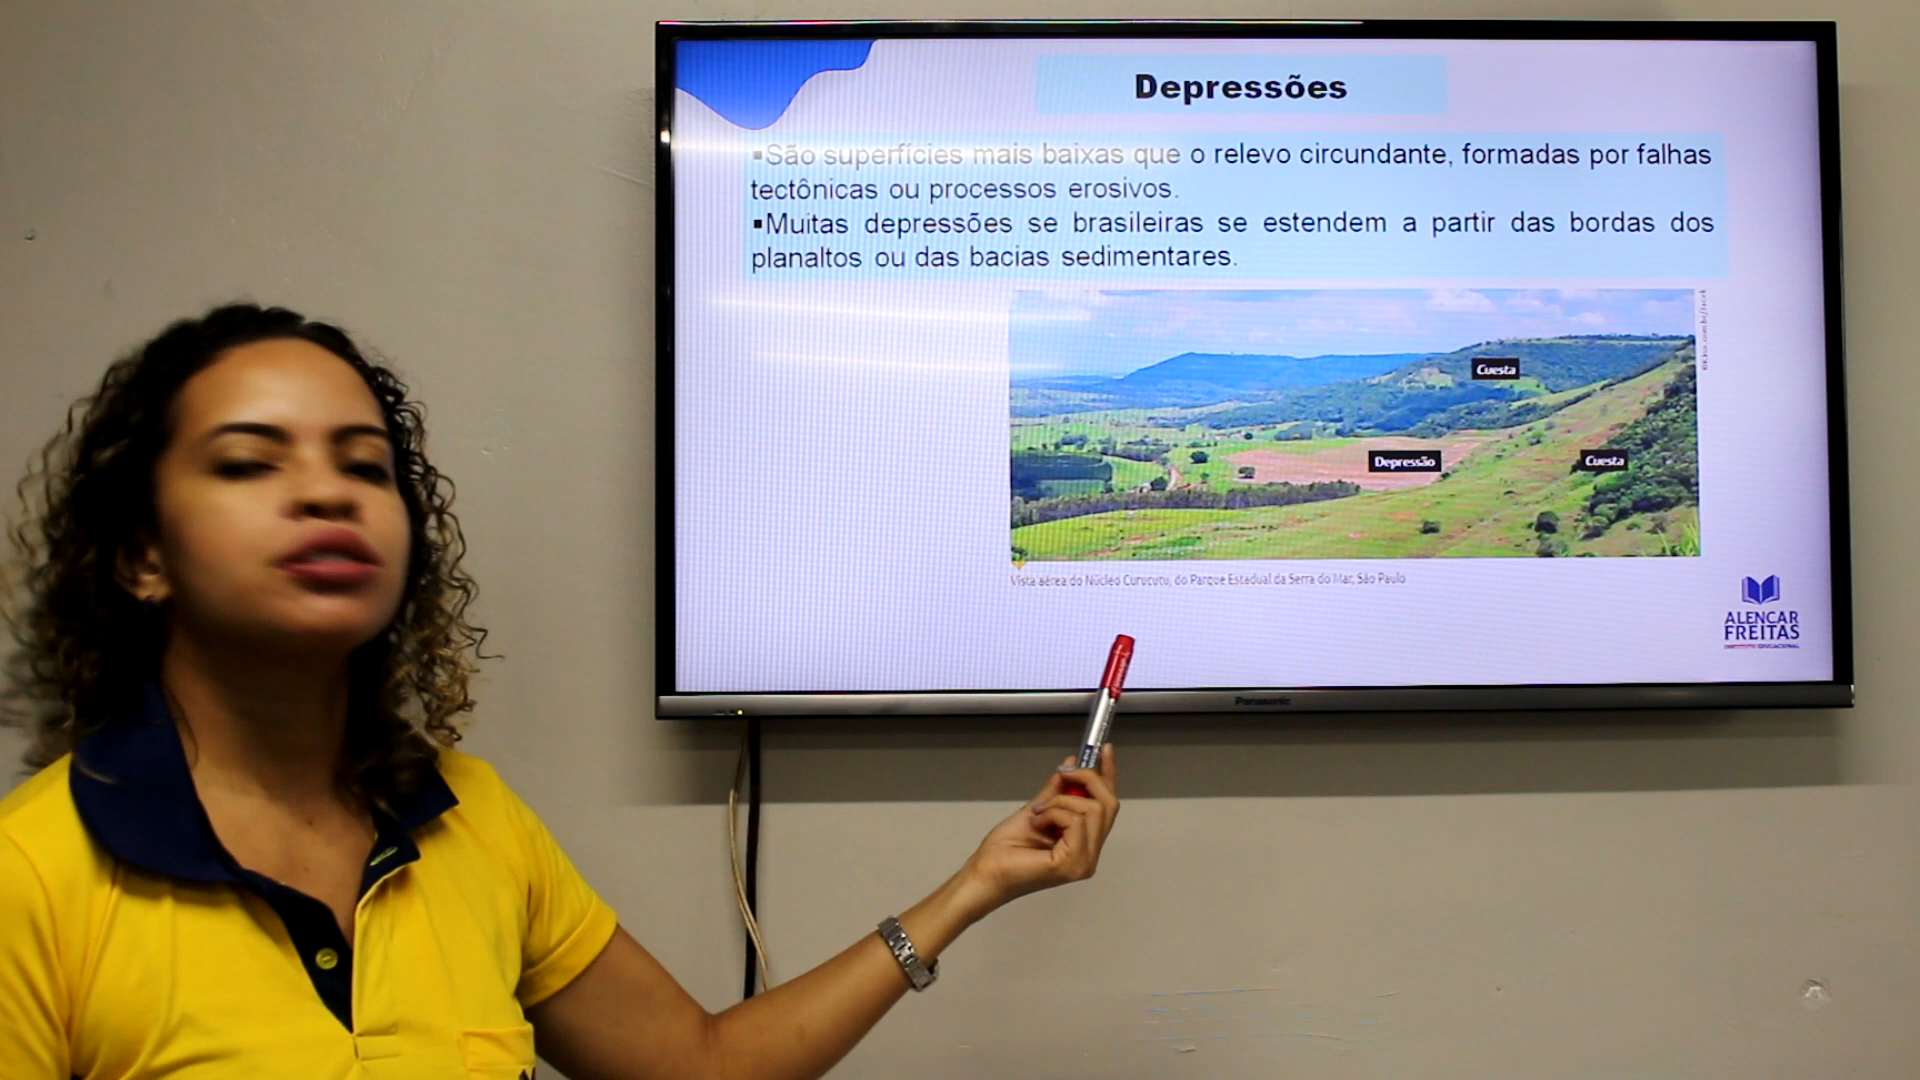 Depressões
▪São superfícies mais baixas que o relevo circundante, formadas por falhas
tectônicas ou processos erosivos.
▪Muitas depressões se brasileiras se estendem a partir das bordas dos
planaltos ou das bacias sedimentares.
Cuesta
Depressão
Cuesta
Vista aérea do Núcleo Curucutu, do Parque Estadual da Serra do Mar, São Paulo
ALENCAR
FREITAS
INSTITUTO EDUCACIONAL
Panasonic